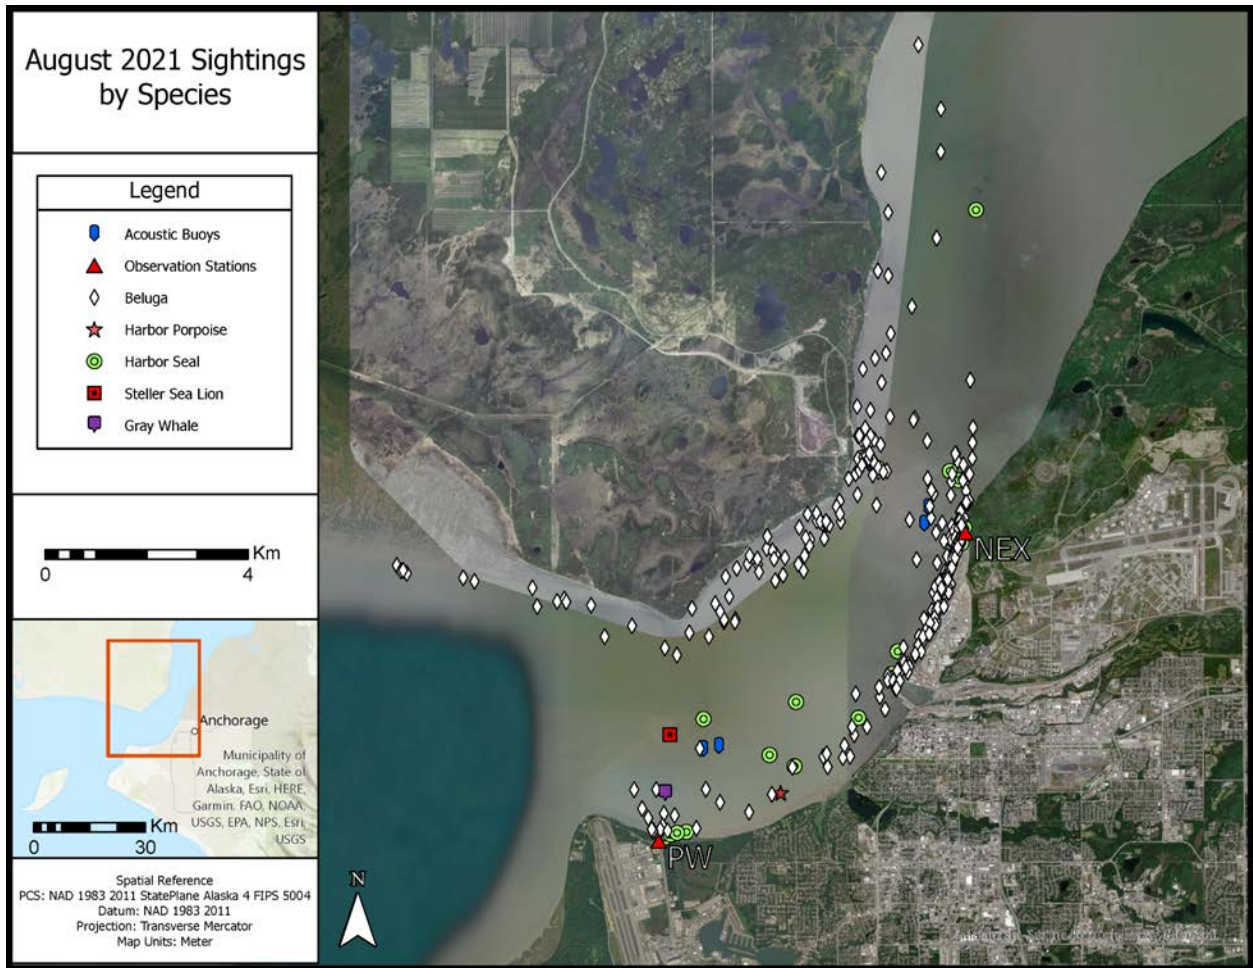 August 2021 Sightings
by Species
Legend
Acoustic Buoys
Observation Stations
Beluga
Harbor Porpoise
Harbor Seal
Steller Sea Lion
Gray Whale
Km
0 4
Anchorage
Municipality of
Anchorage, State of
Alaska, Esri, HERE,
Garmin, FAO, NOAA,
USGS, EPA, NPS, Esri,
USGS
Km
0 30
Spatial Reference
PCS: NAD 1983 2011 StatePlane Alaska 4 FIPS 5004
Datum: NAD 1983 2011
Projection: Transverse Mercator
Map Units: Meter
NEX
PW
N